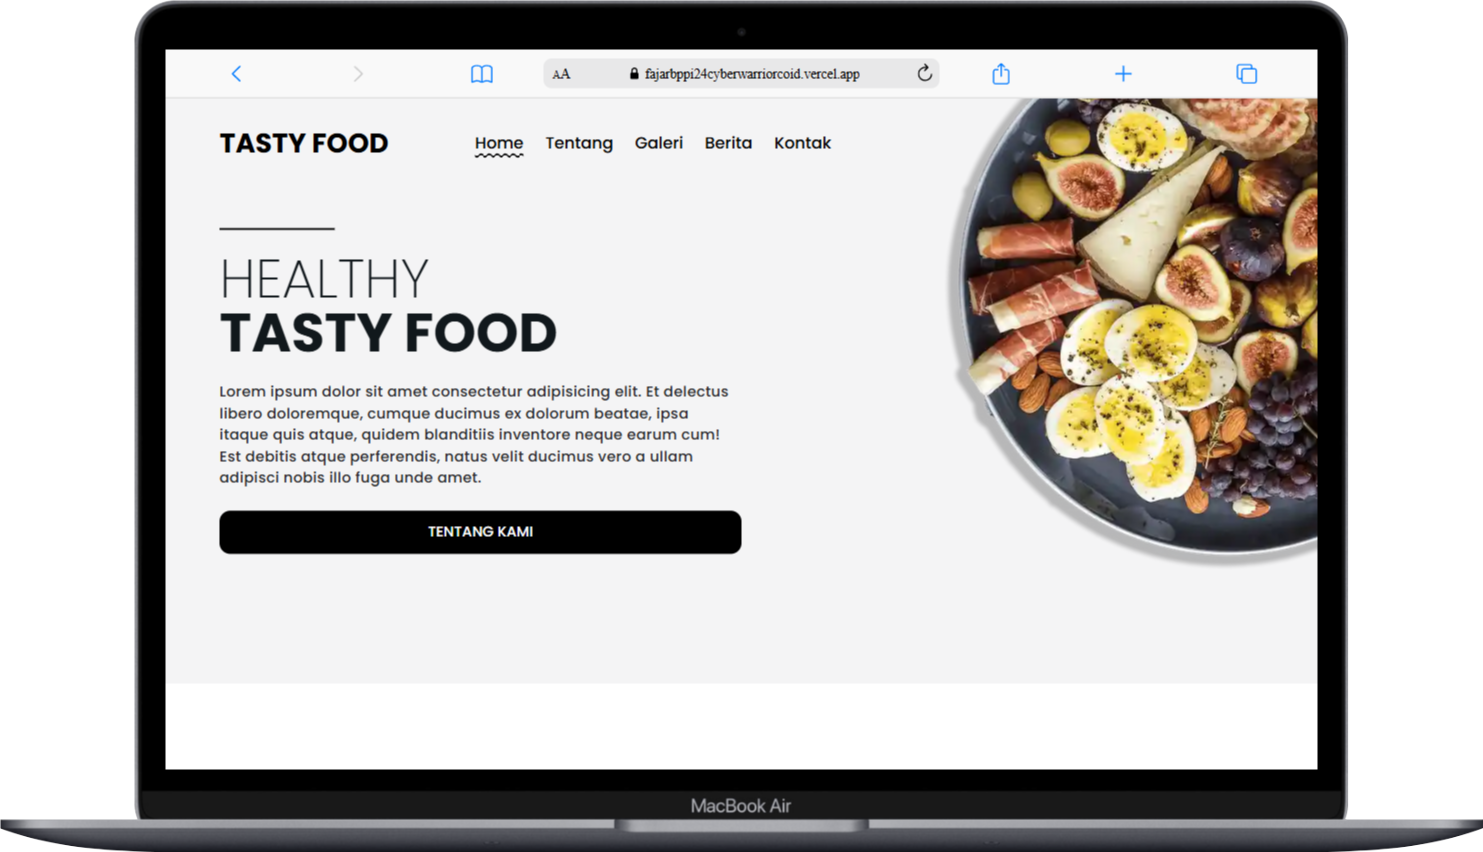 AA fajarbppi24cyberwarriorcoid.vercel.app
TASTY FOOD Home Tentang Galeri Berita Kontak
HEALTHY
TASTY FOOD
Lorem ipsum dolor sit amet consectetur adipisicing elit. Et delectus
libero doloremque, cumque ducimus ex dolorum beatae, ipsa
itaque quis atque, quidem blanditiis inventore neque earum cum!
Est debitis atque perferendis, natus velit ducimus vero a ullam
adipisci nobis illo fuga unde amet.
TENTANG KAMI
MacBook Air